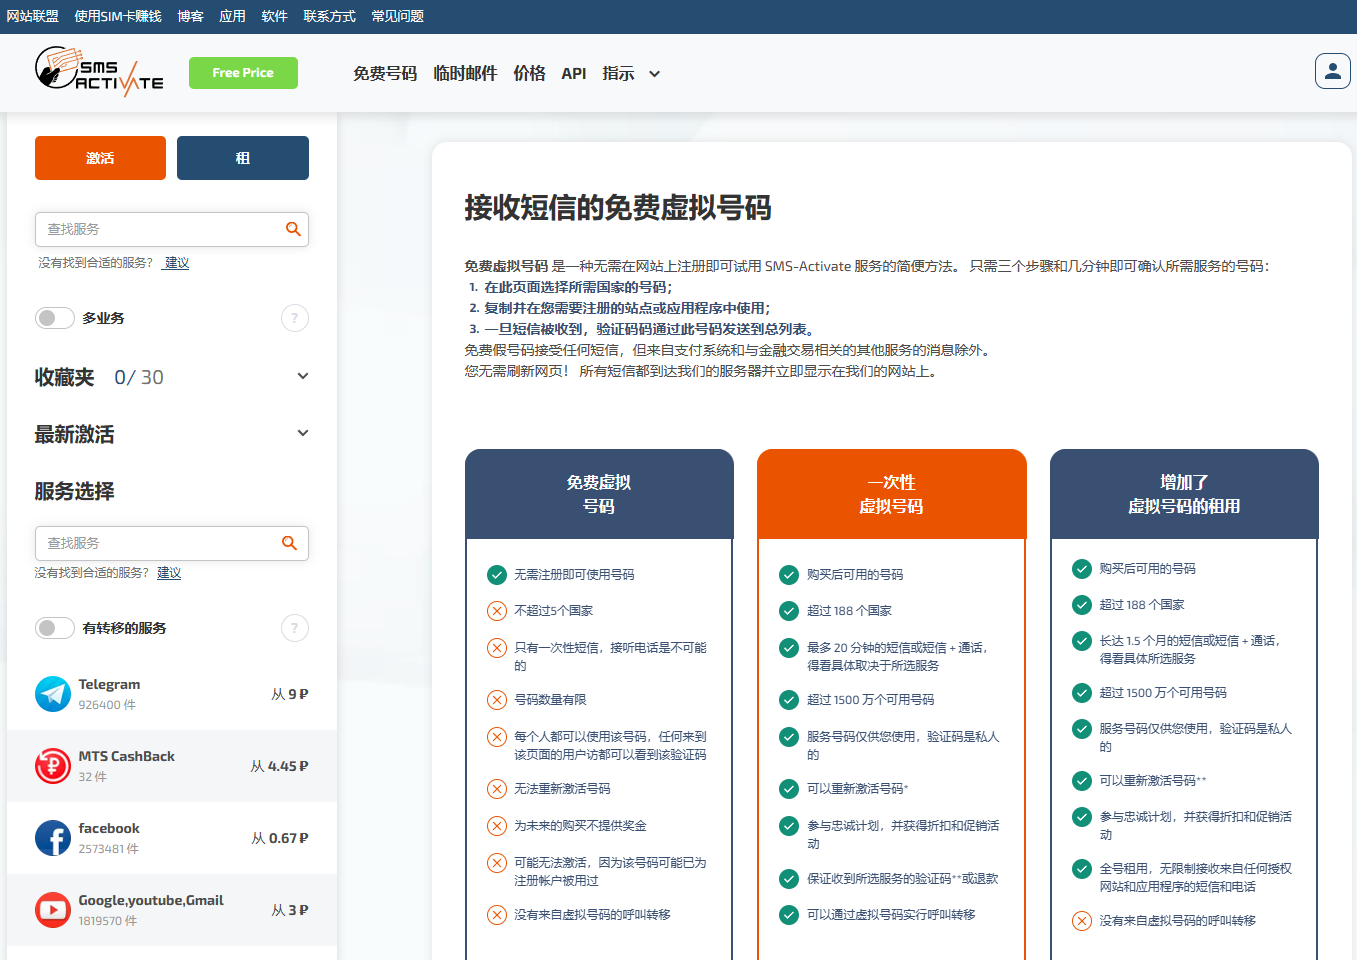 网站联盟 使用SIM卡赚钱 博客 应用 软件 联系方式 常见问题
SMS ACTIVATE
Free Price
免费号码 临时邮件 价格 API 指示
激活 租
查找服务
没有找到合适的服务？ 建议
多业务 ?
收藏夹 0/ 30
最新激活
服务选择
查找服务
没有找到合适的服务？ 建议
有转移的服务 ?
Telegram
926400 件
从 9 ₽
MTS CashBack
32 件
从 4.45 ₽
facebook
2573481 件
从 0.67 ₽
Google,youtube,Gmail
1819570 件
从 3 ₽
接收短信的免费虚拟号码
免费虚拟号码 是一种无需在网站上注册即可试用 SMS-Activate 服务的简便方法。 只需三个步骤和几分钟即可确认所需服务的号码：
1. 在此页面选择所需国家的号码；
2. 复制并在您需要注册的站点或应用程序中使用；
3. 一旦短信被收到，验证码码通过此号码发送到总列表。
免费假号码接受任何短信，但来自支付系统和与金融交易相关的其他服务的消息除外。
您无需刷新网页！ 所有短信都到达我们的服务器并立即显示在我们的网站上。
免费虚拟
号码
无需注册即可使用号码
不超过5个国家
只有一次性短信，接听电话是不可能
的
号码数量有限
每个人都可以使用该号码，任何来到
该页面的用户访都可以看到该验证码
无法重新激活号码
为未来的购买不提供奖金
可能无法激活，因为该号码可能已为
注册帐户被用过
没有来自虚拟号码的呼叫转移
一次性
虚拟号码
购买后可用的号码
超过 188 个国家
最多 20 分钟的短信或短信 + 通话，
得看具体取决于所选服务
超过 1500 万个可用号码
服务号码仅供您使用，验证码是私人
的
可以重新激活号码*
参与忠诚计划，并获得折扣和促销活
动
保证收到所选服务的验证码**或退款
可以通过虚拟号码实行呼叫转移
增加了
虚拟号码的租用
购买后可用的号码
超过 188 个国家
长达 1.5 个月的短信或短信 + 通话，
得看具体所选服务
超过 1500 万个可用号码
服务号码仅供您使用，验证码是私人
的
可以重新激活号码**
参与忠诚计划，并获得折扣和促销活
动
全号租用，无限制接收来自任何授权
网站和应用程序的短信和电话
没有来自虚拟号码的呼叫转移